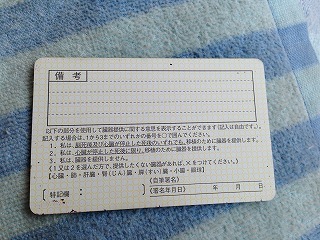 備考
以下の部分を使用して臓器提供に関する意思を表示することができます(記入は自由です。)。
記入する場合は、1から3までのいずれかの番号を○で囲んでください。
1. 私は、脳死後及び心臓が停止した死後のいずれでも、移植のために臓器を提供します。
2. 私は、心臓が停止した死後に限り、移植のために臓器を提供します。
3. 私は、臓器を提供しません。
《1又は2を選んだ方で、提供したくない臓器があれば、×をつけてください。》
【心臓・肺・肝臓・腎(じん)臓・膵(すい)臓・小腸・眼球】
〔特記欄: 〕
《自筆署名》
《署名年月日》 年 月 日